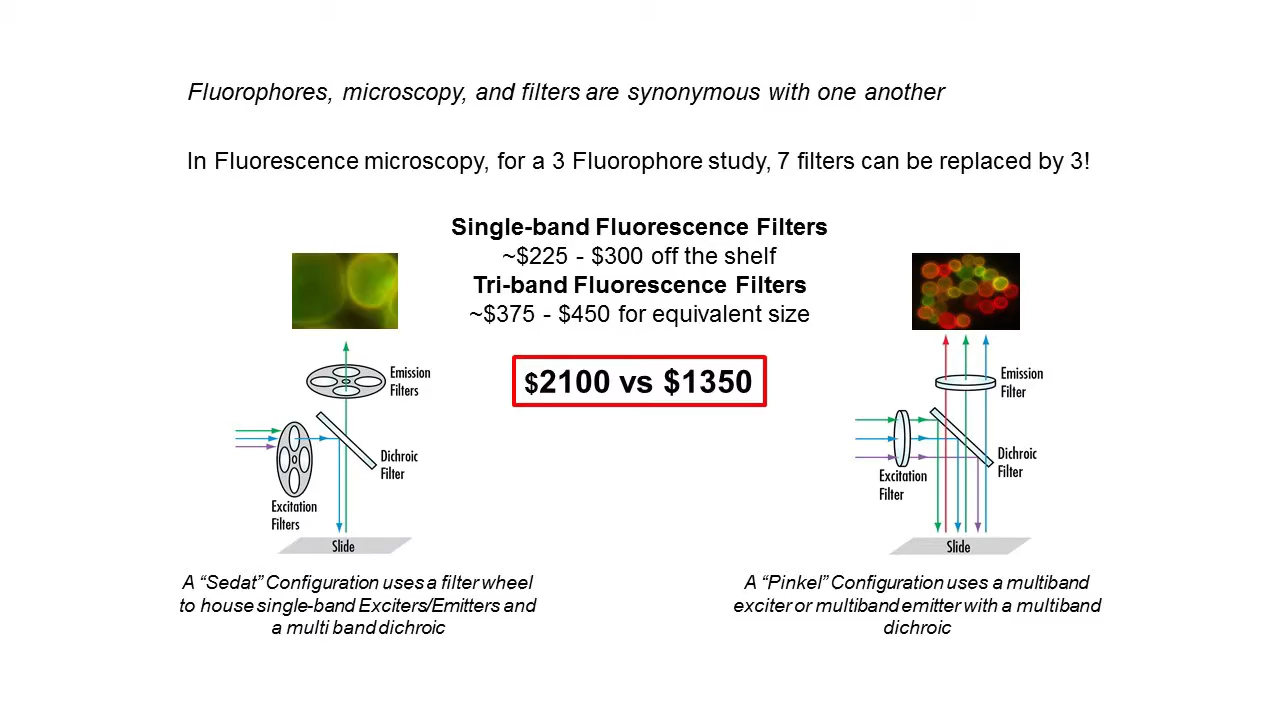 Fluorophores, microscopy, and filters are synonymous with one another
In Fluorescence microscopy, for a 3 Fluorophore study, 7 filters can be replaced by 3!
Single-band Fluorescence Filters
~$225 - $300 off the shelf
Tri-band Fluorescence Filters
~$375 - $450 for equivalent size
$2100 vs $1350
Emission
Filters
Dichroic
Filter
Excitation
Filters
Slide
A “Sedat” Configuration uses a filter wheel
to house single-band Exciters/Emitters and
a multi band dichroic
Emission
Filter
Dichroic
Filter
Excitation
Filter
Slide
A “Pinkel” Configuration uses a multiband
exciter or multiband emitter with a multiband
dichroic